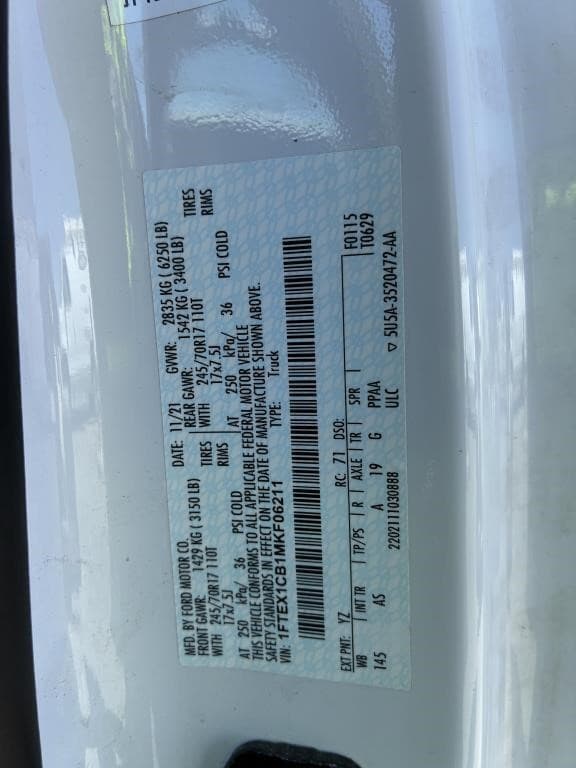 MFD. BY FORD MOTOR CO. DATE: 11/21 GVWR: 2835 KG ( 6250 LB)
FRONT GAWR: 1429 KG ( 3150 LB) REAR GAWR: 1542 KG ( 3400 LB)
WITH 245/70R17 110T TIRES WITH 245/70R17 110T TIRES
17x7.5J RIMS 17x7.5J RIMS
AT 250 kPa/ 36 PSI COLD AT 250 kPa/ 36 PSI COLD
THIS VEHICLE CONFORMS TO ALL APPLICABLE FEDERAL MOTOR VEHICLE
SAFETY STANDARDS IN EFFECT ON THE DATE OF MANUFACTURE SHOWN ABOVE.
VIN: 1FTEX1CB1MKF06211 TYPE: Truck
EXT PNT: YZ RC: 71 DSO: F0115
WB INT TR TP/PS R AXLE TR SPR T0629
145 AS A 19 G PPAA
2202111030888 ULC ▽ 5U5A-3520472-AA